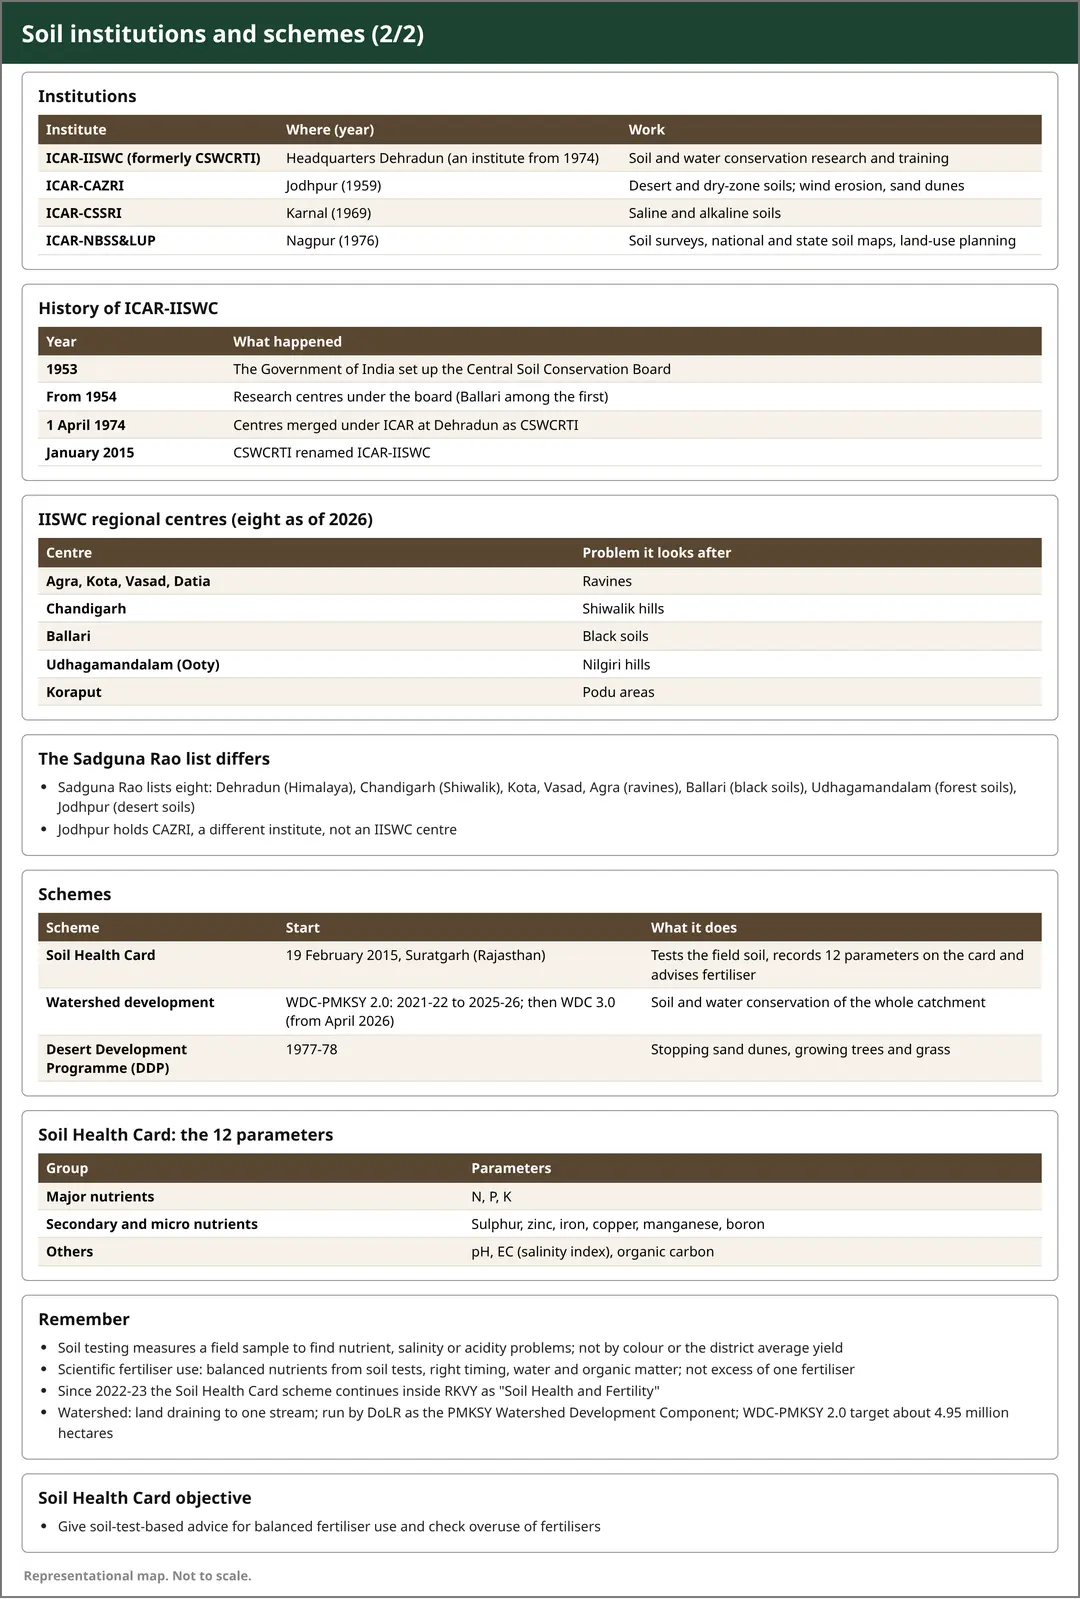 Soil institutions and schemes (2/2)
Institutions
Institute Where (year) Work
ICAR-IISWC (formerly CSWCRTI) Headquarters Dehradun (an institute from 1974) Soil and water conservation research and training
ICAR-CAZRI Jodhpur (1959) Desert and dry-zone soils; wind erosion, sand dunes
ICAR-CSSRI Karnal (1969) Saline and alkaline soils
ICAR-NBSS&LUP Nagpur (1976) Soil surveys, national and state soil maps, land-use planning
History of ICAR-IISWC
Year What happened
1953 The Government of India set up the Central Soil Conservation Board
From 1954 Research centres under the board (Ballari among the first)
1 April 1974 Centres merged under ICAR at Dehradun as CSWCRTI
January 2015 CSWCRTI renamed ICAR-IISWC
IISWC regional centres (eight as of 2026)
Centre Problem it looks after
Agra, Kota, Vasad, Datia Ravines
Chandigarh Shiwalik hills
Ballari Black soils
Udhagamandalam (Ooty) Nilgiri hills
Koraput Podu areas
The Sadguna Rao list differs
• Sadguna Rao lists eight: Dehradun (Himalaya), Chandigarh (Shiwalik), Kota, Vasad, Agra (ravines), Ballari (black soils), Udhagamandalam (forest soils),
Jodhpur (desert soils)
• Jodhpur holds CAZRI, a different institute, not an IISWC centre
Schemes
Scheme Start What it does
Soil Health Card 19 February 2015, Suratgarh (Rajasthan) Tests the field soil, records 12 parameters on the card and
advises fertiliser
Watershed development WDC-PMKSY 2.0: 2021-22 to 2025-26; then WDC 3.0 Soil and water conservation of the whole catchment
(from April 2026)
Desert Development 1977-78 Stopping sand dunes, growing trees and grass
Programme (DDP)
Soil Health Card: the 12 parameters
Group Parameters
Major nutrients N, P, K
Secondary and micro nutrients Sulphur, zinc, iron, copper, manganese, boron
Others pH, EC (salinity index), organic carbon
Remember
• Soil testing measures a field sample to find nutrient, salinity or acidity problems; not by colour or the district average yield
• Scientific fertiliser use: balanced nutrients from soil tests, right timing, water and organic matter; not excess of one fertiliser
• Since 2022-23 the Soil Health Card scheme continues inside RKVY as "Soil Health and Fertility"
• Watershed: land draining to one stream; run by DoLR as the PMKSY Watershed Development Component; WDC-PMKSY 2.0 target about 4.95 million
hectares
Soil Health Card objective
• Give soil-test-based advice for balanced fertiliser use and check overuse of fertilisers
Representational map. Not to scale.